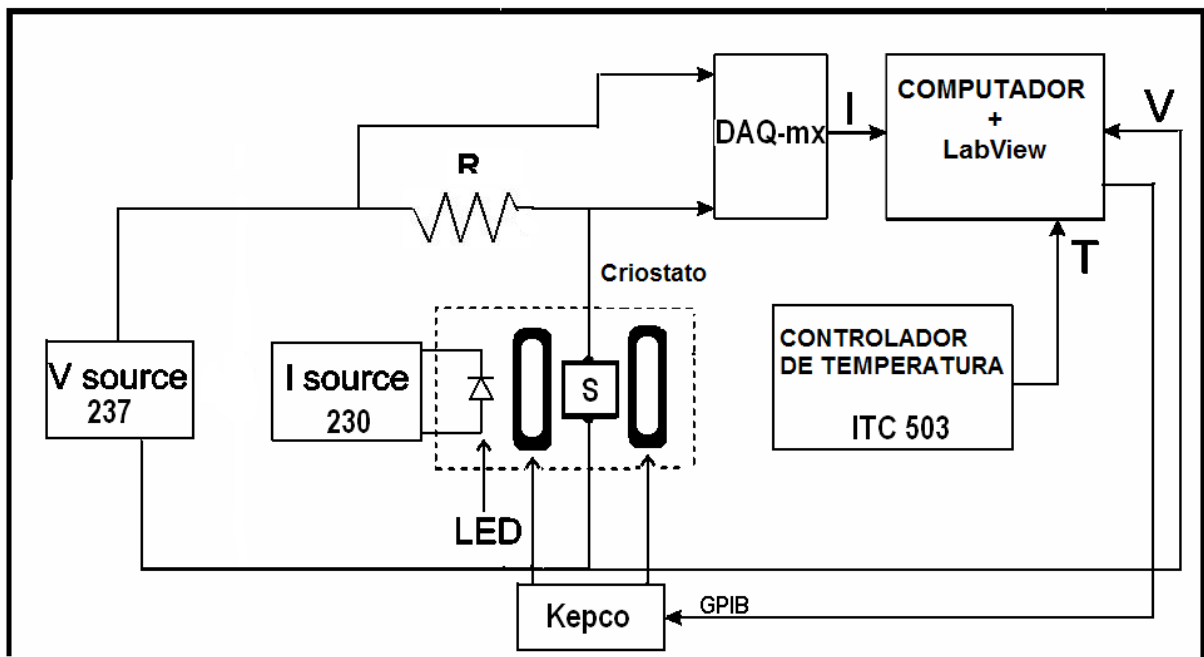 DAQ-mx
I
COMPUTADOR
+
LabView
V
R
T
Criostato
V source
237
I source
230
S
CONTROLADOR
DE TEMPERATURA
ITC 503
LED
Kepco
GPIB